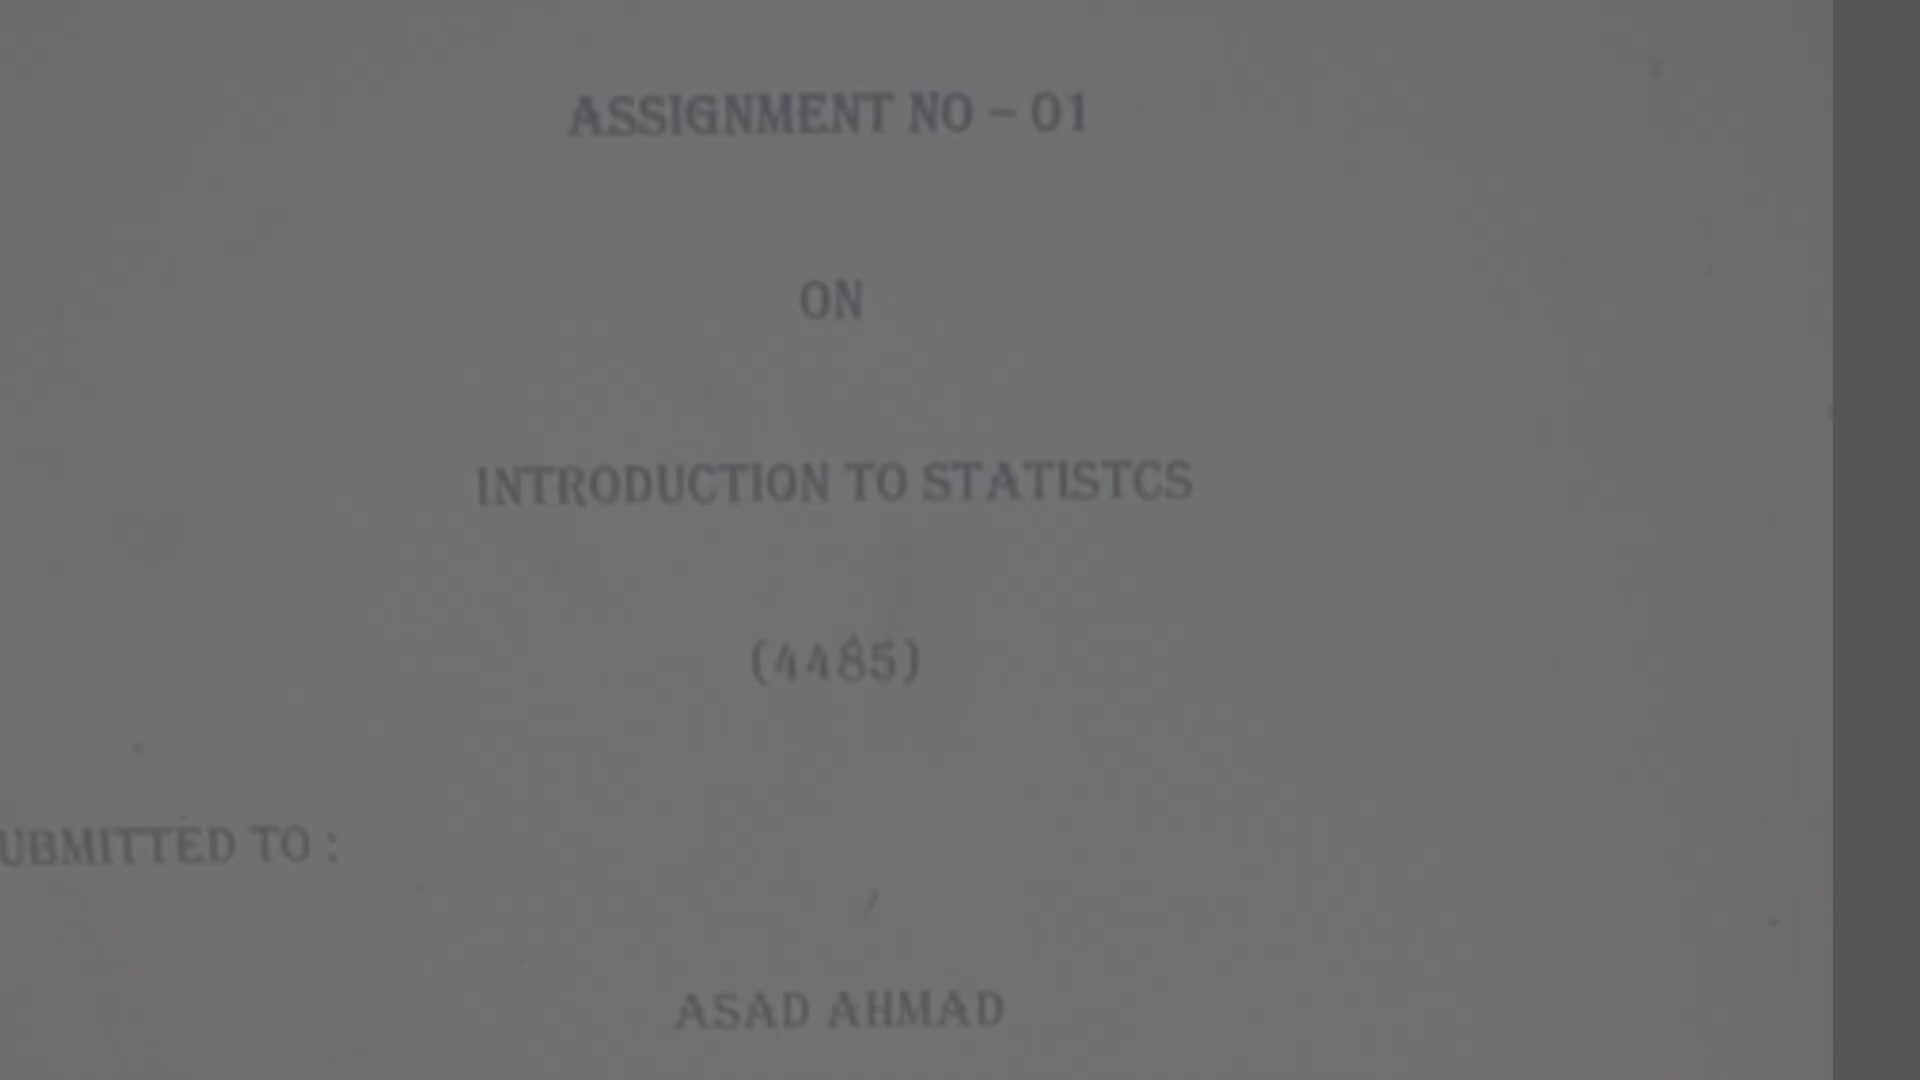 ASSIGNMENT NO – 01
ON
INTRODUCTION TO STATISTCS
(4485)
UBMITTED TO :
ASAD AHMAD